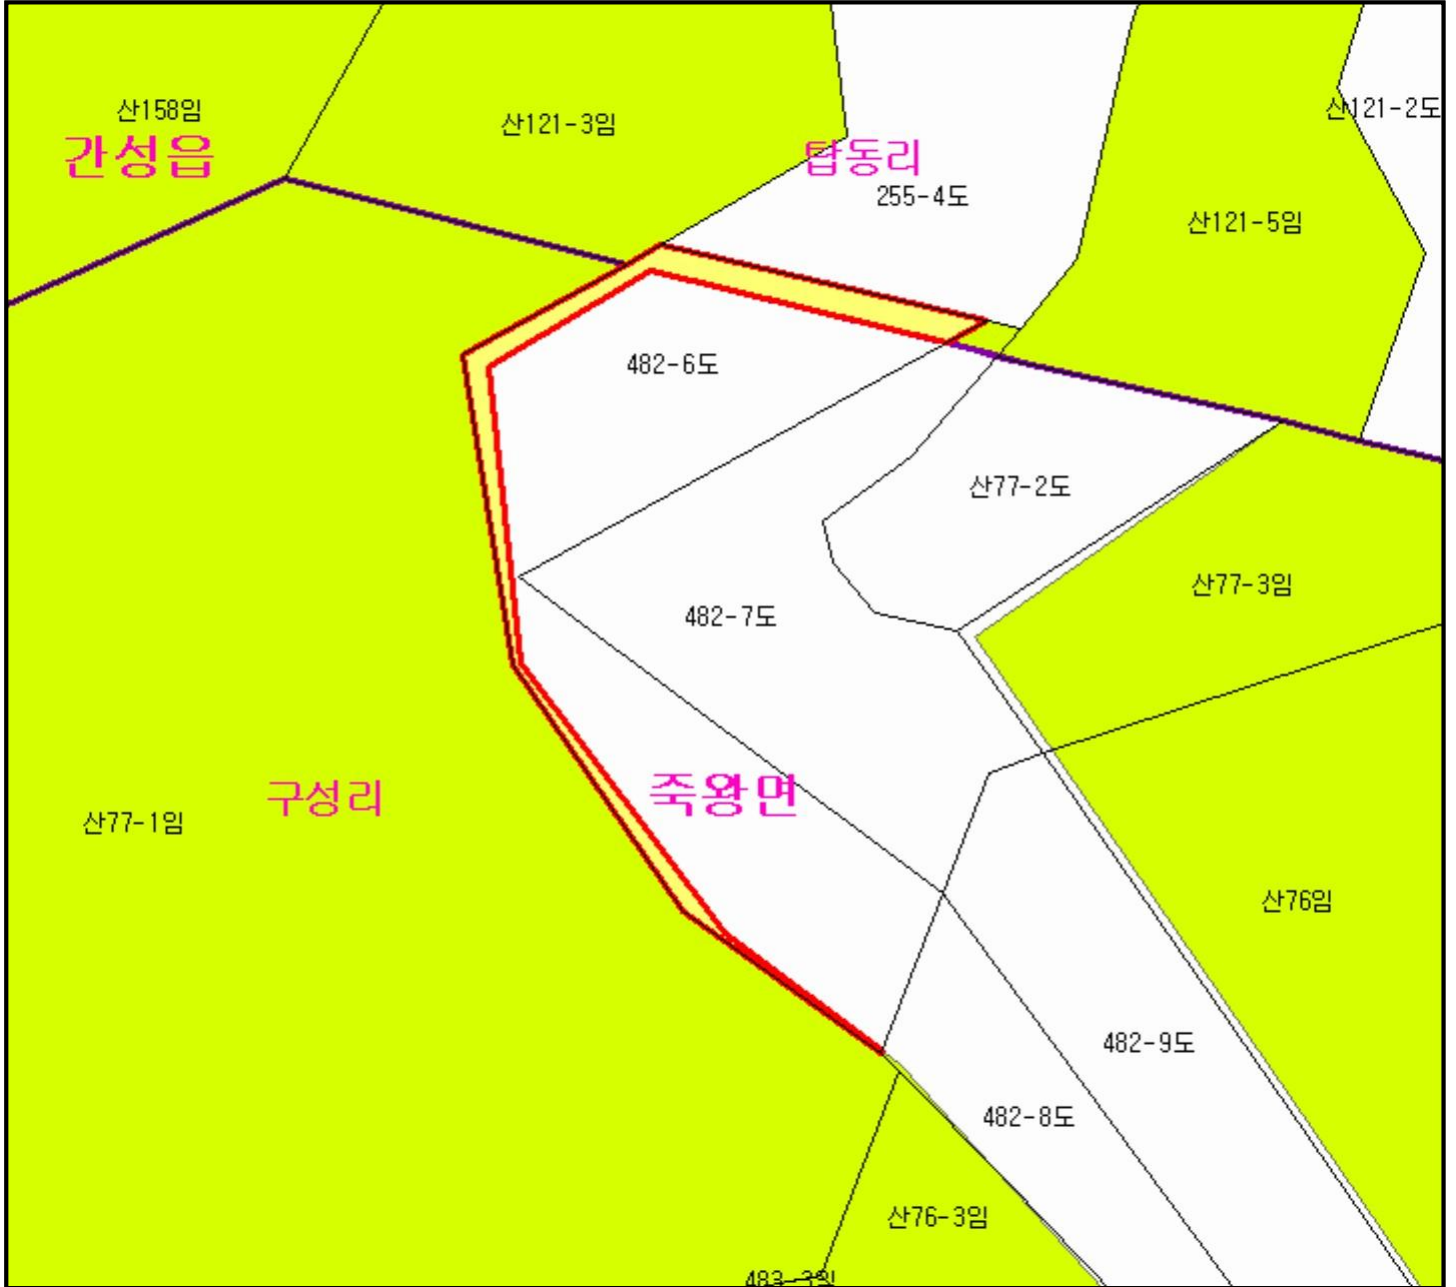 산158임
산121-3임
산121-2도
간성읍
탑동리
255-4도
산121-5임
482-6도
산77-2도
산77-3임
482-7도
구성리
죽왕면
산77-1임
산76임
482-9도
482-8도
산76-3임
483-3임